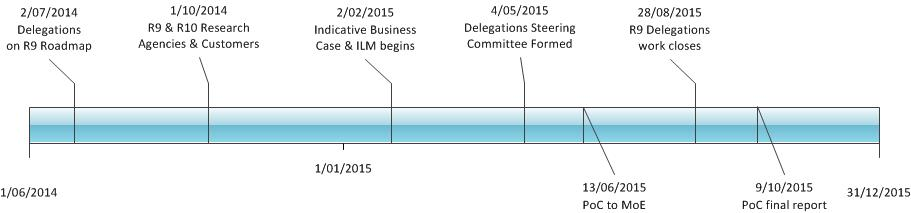 2/07/2014
Delegations
on R9 Roadmap
1/10/2014
R9 & R10 Research
Agencies & Customers
2/02/2015
Indicative Business
Case & ILM begins
4/05/2015
Delegations Steering
Committee Formed
28/08/2015
R9 Delegations
work closes
1/06/2014
1/01/2015
13/06/2015
PoC to MoE
9/10/2015
PoC final report
31/12/2015